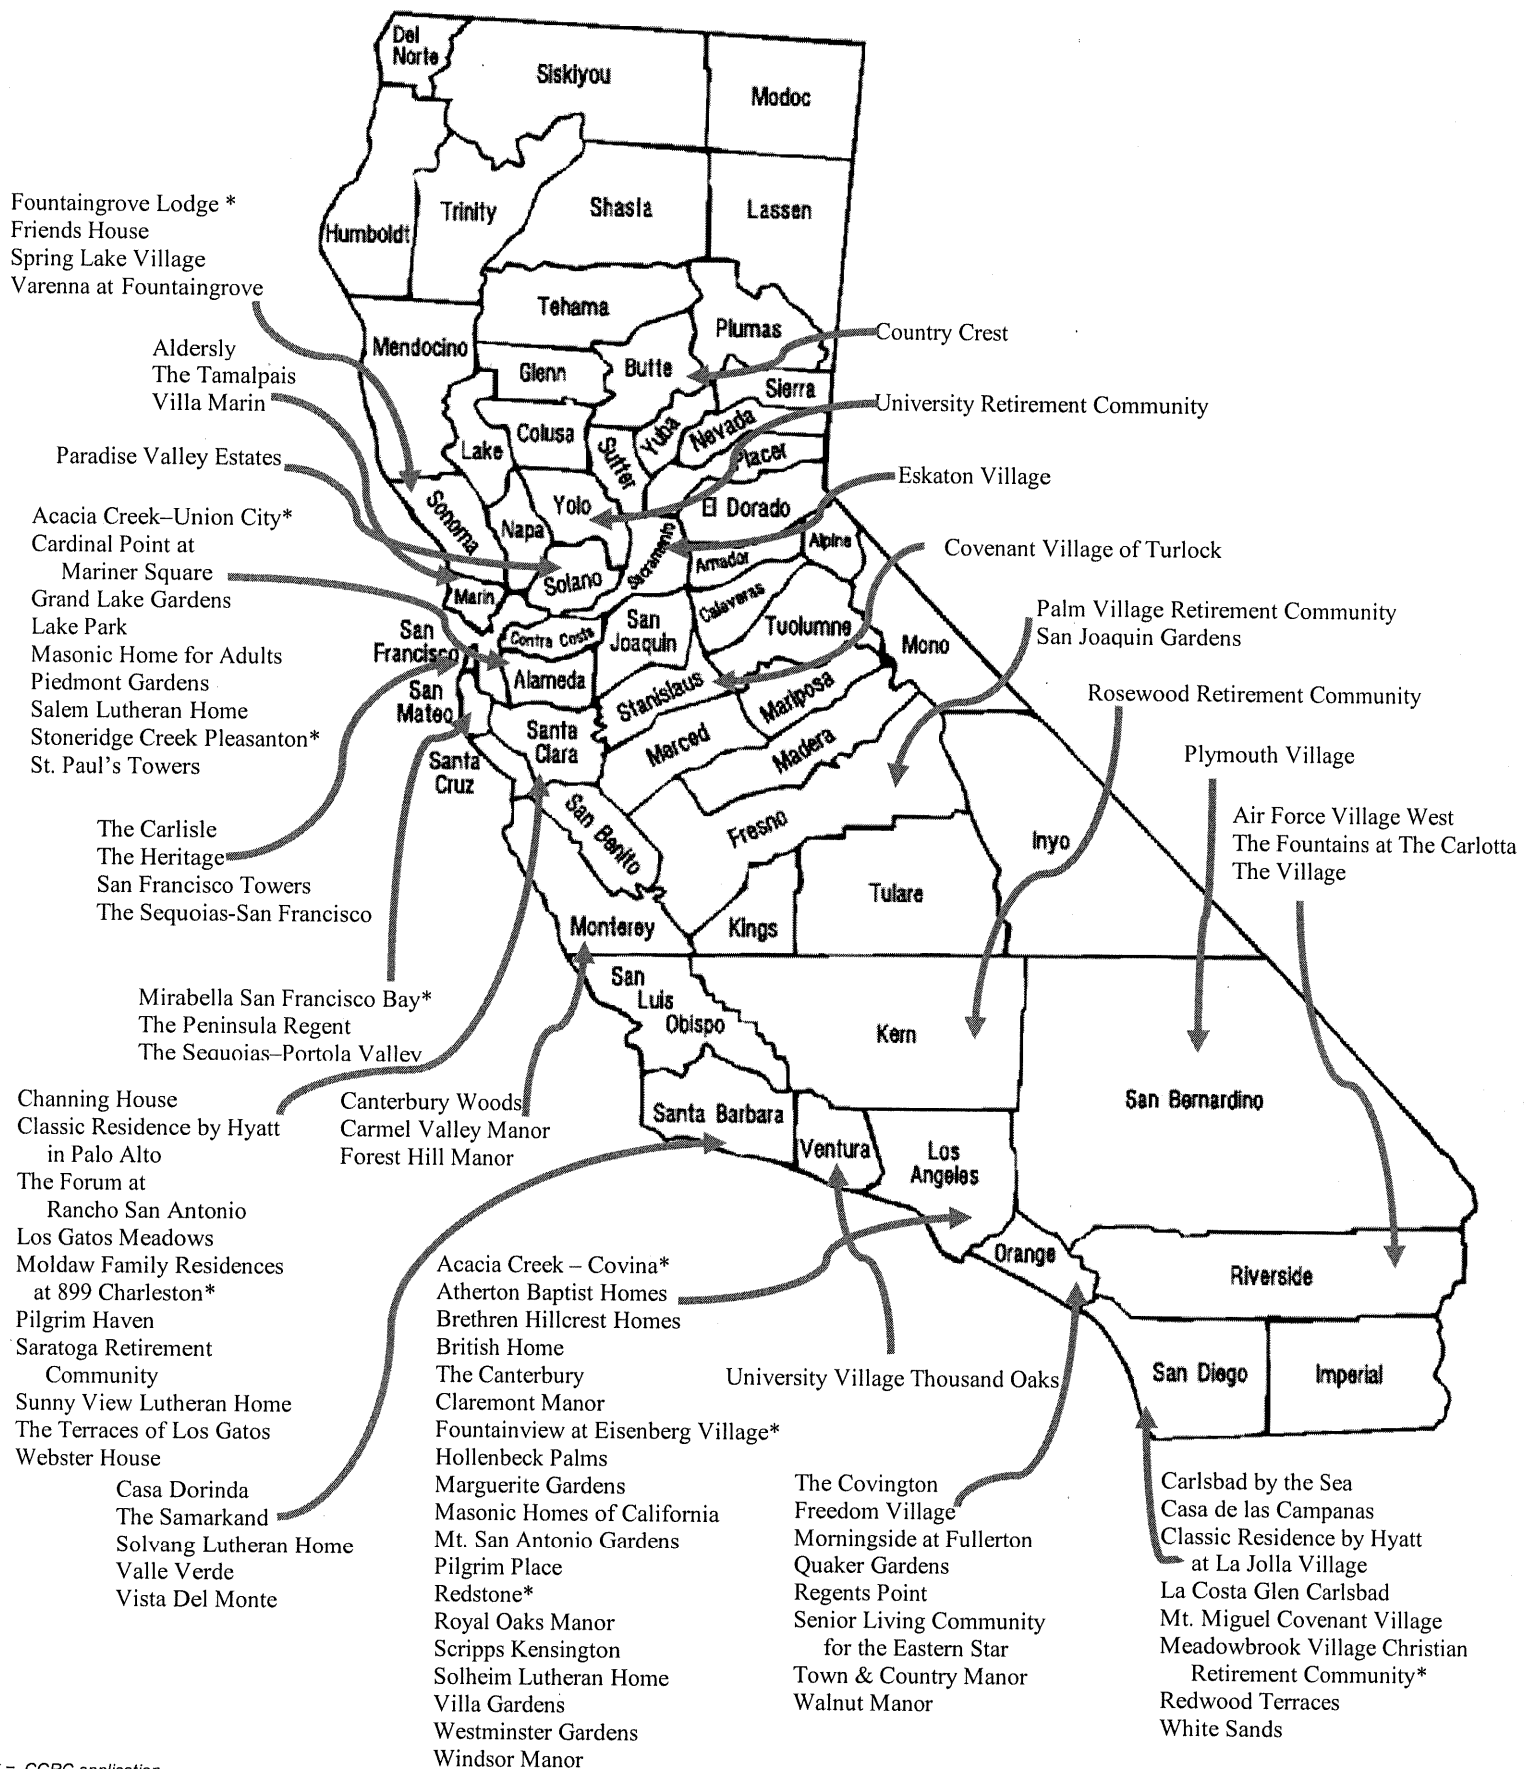 Del
Norte
Siskiyou
Modoc
Humboldt
Trinity
Shasla
Lassen
Fountaingrove Lodge *
Friends House
Spring Lake Village
Varenna at Fountaingrove
Tehama
Plumas
Mendocino
Glenn
Butte
Sierra
Country Crest
Aldersly
The Tamalpais
Villa Marin
Lake
Colusa
Sutter
Yuba
Nevada
Placer
University Retirement Community
Paradise Valley Estates
Sonoma
Napa
Yolo
El Dorado
Eskaton Village
Acacia Creek–Union City*
Cardinal Point at
Mariner Square
Grand Lake Gardens
Lake Park
Masonic Home for Adults
Piedmont Gardens
Salem Lutheran Home
Stoneridge Creek Pleasanton*
St. Paul's Towers
Marin
Solano
Sacramento
Amador
Alpine
Covenant Village of Turlock
San
Francisco
Contra Costa
San
Joaquin
Calaveras
Tuolumne
Mono
Palm Village Retirement Community
San Joaquin Gardens
San
Mateo
Alameda
Stanislaus
Mariposa
Rosewood Retirement Community
Santa
Cruz
Santa
Clara
Merced
Madera
Plymouth Village
San Benito
Fresno
Inyo
Air Force Village West
The Fountains at The Carlotta
The Village
The Carlisle
The Heritage
San Francisco Towers
The Sequoias-San Francisco
Monterey
Kings
Tulare
Mirabella San Francisco Bay*
The Peninsula Regent
The Sequoias–Portola Valley
San
Luis
Obispo
Kern
San Bernardino
Channing House
Classic Residence by Hyatt
in Palo Alto
The Forum at
Rancho San Antonio
Los Gatos Meadows
Moldaw Family Residences
at 899 Charleston*
Pilgrim Haven
Saratoga Retirement
Community
Sunny View Lutheran Home
The Terraces of Los Gatos
Webster House
Canterbury Woods
Carmel Valley Manor
Forest Hill Manor
Santa Barbara
Ventura
Los
Angeles
Orange
Riverside
San Diego
Imperial
Casa Dorinda
The Samarkand
Solvang Lutheran Home
Valle Verde
Vista Del Monte
Acacia Creek – Covina*
Atherton Baptist Homes
Brethren Hillcrest Homes
British Home
The Canterbury
Claremont Manor
Fountainview at Eisenberg Village*
Hollenbeck Palms
Marguerite Gardens
Masonic Homes of California
Mt. San Antonio Gardens
Pilgrim Place
Redstone*
Royal Oaks Manor
Scripps Kensington
Solheim Lutheran Home
Villa Gardens
Westminster Gardens
Windsor Manor
University Village Thousand Oaks
The Covington
Freedom Village
Morningside at Fullerton
Quaker Gardens
Regents Point
Senior Living Community
for the Eastern Star
Town & Country Manor
Walnut Manor
Carlsbad by the Sea
Casa de las Campanas
Classic Residence by Hyatt
at La Jolla Village
La Costa Glen Carlsbad
Mt. Miguel Covenant Village
Meadowbrook Village Christian
Retirement Community*
Redwood Terraces
White Sands
= CCRC application